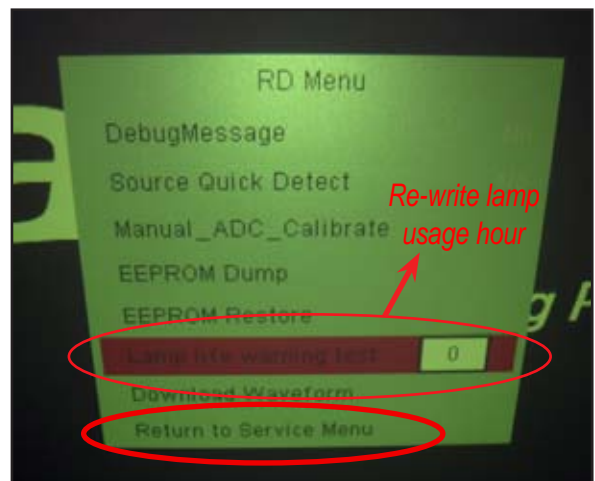 RD Menu
DebugMessage
Source Quick Detect
Re-write lamp
usage hour
Manual_ADC_Calibrate
EEPROM Dump
EEPROM Restore
Lamp life warning test 0
Download Waveform
Return to Service Menu